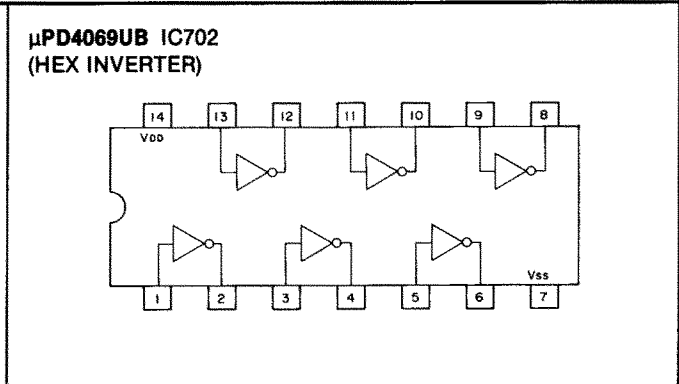 μPD4069UB IC702
(HEX INVERTER)
14 13 12 11 10 9 8
VDD
Vss
1 2 3 4 5 6 7